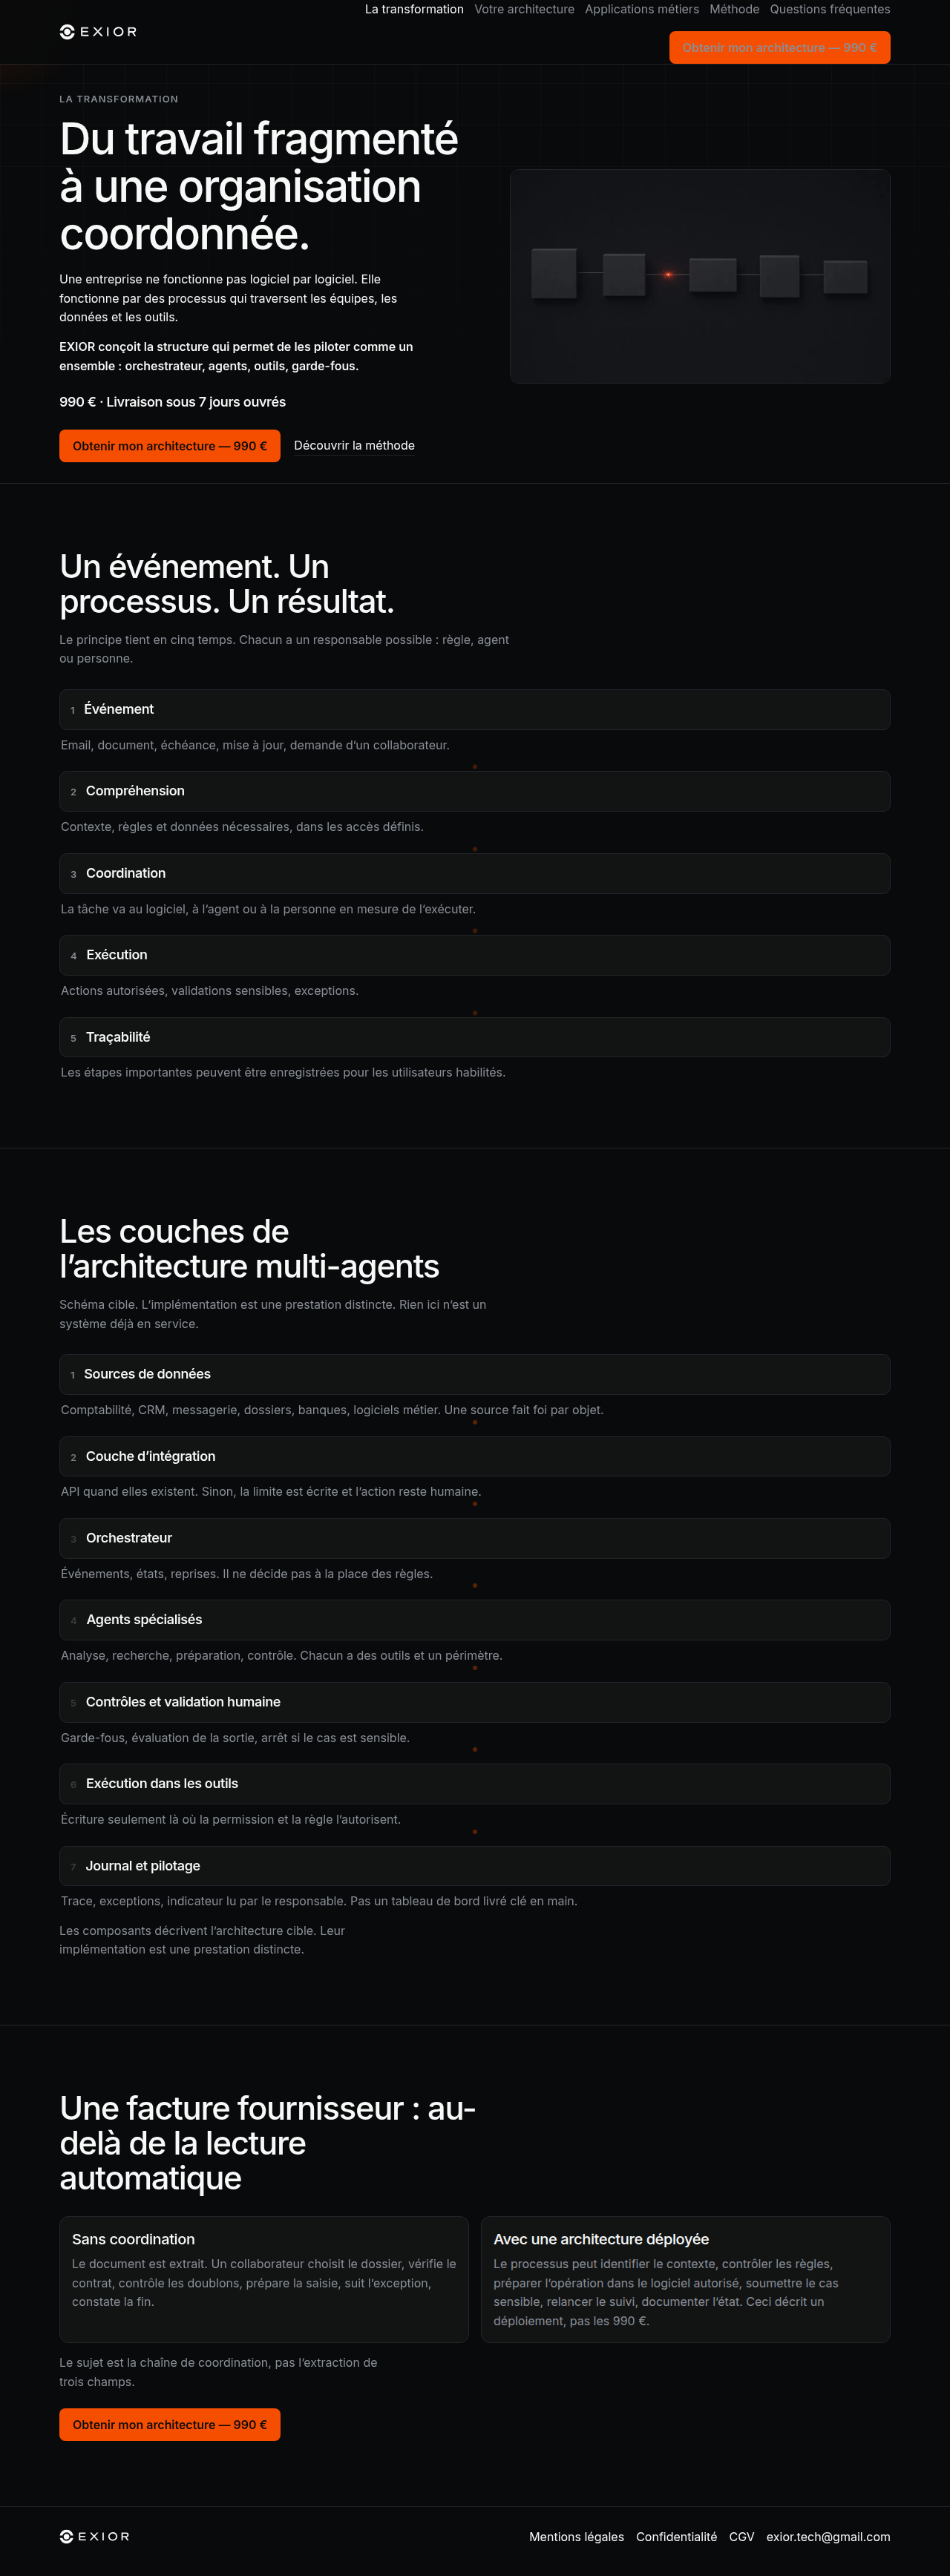 EXIOR
La transformation Votre architecture Applications métiers Méthode Questions fréquentes
Obtenir mon architecture — 990 €
LA TRANSFORMATION
Du travail fragmenté
à une organisation
coordonnée.
Une entreprise ne fonctionne pas logiciel par logiciel. Elle
fonctionne par des processus qui traversent les équipes, les
données et les outils.
EXIOR conçoit la structure qui permet de les piloter comme un
ensemble : orchestrateur, agents, outils, garde-fous.
990 € · Livraison sous 7 jours ouvrés
Obtenir mon architecture — 990 €
Découvrir la méthode
Un événement. Un
processus. Un résultat.
Le principe tient en cinq temps. Chacun a un responsable possible : règle, agent
ou personne.
1 Événement
Email, document, échéance, mise à jour, demande d’un collaborateur.
2 Compréhension
Contexte, règles et données nécessaires, dans les accès définis.
3 Coordination
La tâche va au logiciel, à l’agent ou à la personne en mesure de l’exécuter.
4 Exécution
Actions autorisées, validations sensibles, exceptions.
5 Traçabilité
Les étapes importantes peuvent être enregistrées pour les utilisateurs habilités.
Les couches de
l’architecture multi-agents
Schéma cible. L’implémentation est une prestation distincte. Rien ici n’est un
système déjà en service.
1 Sources de données
Comptabilité, CRM, messagerie, dossiers, banques, logiciels métier. Une source fait foi par objet.
2 Couche d’intégration
API quand elles existent. Sinon, la limite est écrite et l’action reste humaine.
3 Orchestrateur
Événements, états, reprises. Il ne décide pas à la place des règles.
4 Agents spécialisés
Analyse, recherche, préparation, contrôle. Chacun a des outils et un périmètre.
5 Contrôles et validation humaine
Garde-fous, évaluation de la sortie, arrêt si le cas est sensible.
6 Exécution dans les outils
Écriture seulement là où la permission et la règle l’autorisent.
7 Journal et pilotage
Trace, exceptions, indicateur lu par le responsable. Pas un tableau de bord livré clé en main.
Les composants décrivent l’architecture cible. Leur
implémentation est une prestation distincte.
Une facture fournisseur : au-
delà de la lecture
automatique
Sans coordination
Le document est extrait. Un collaborateur choisit le dossier, vérifie le
contrat, contrôle les doublons, prépare la saisie, suit l’exception,
constate la fin.
Avec une architecture déployée
Le processus peut identifier le contexte, contrôler les règles,
préparer l’opération dans le logiciel autorisé, soumettre le cas
sensible, relancer le suivi, documenter l’état. Ceci décrit un
déploiement, pas les 990 €.
Le sujet est la chaîne de coordination, pas l’extraction de
trois champs.
Obtenir mon architecture — 990 €
EXIOR
Mentions légales Confidentialité CGV exior.tech@gmail.com